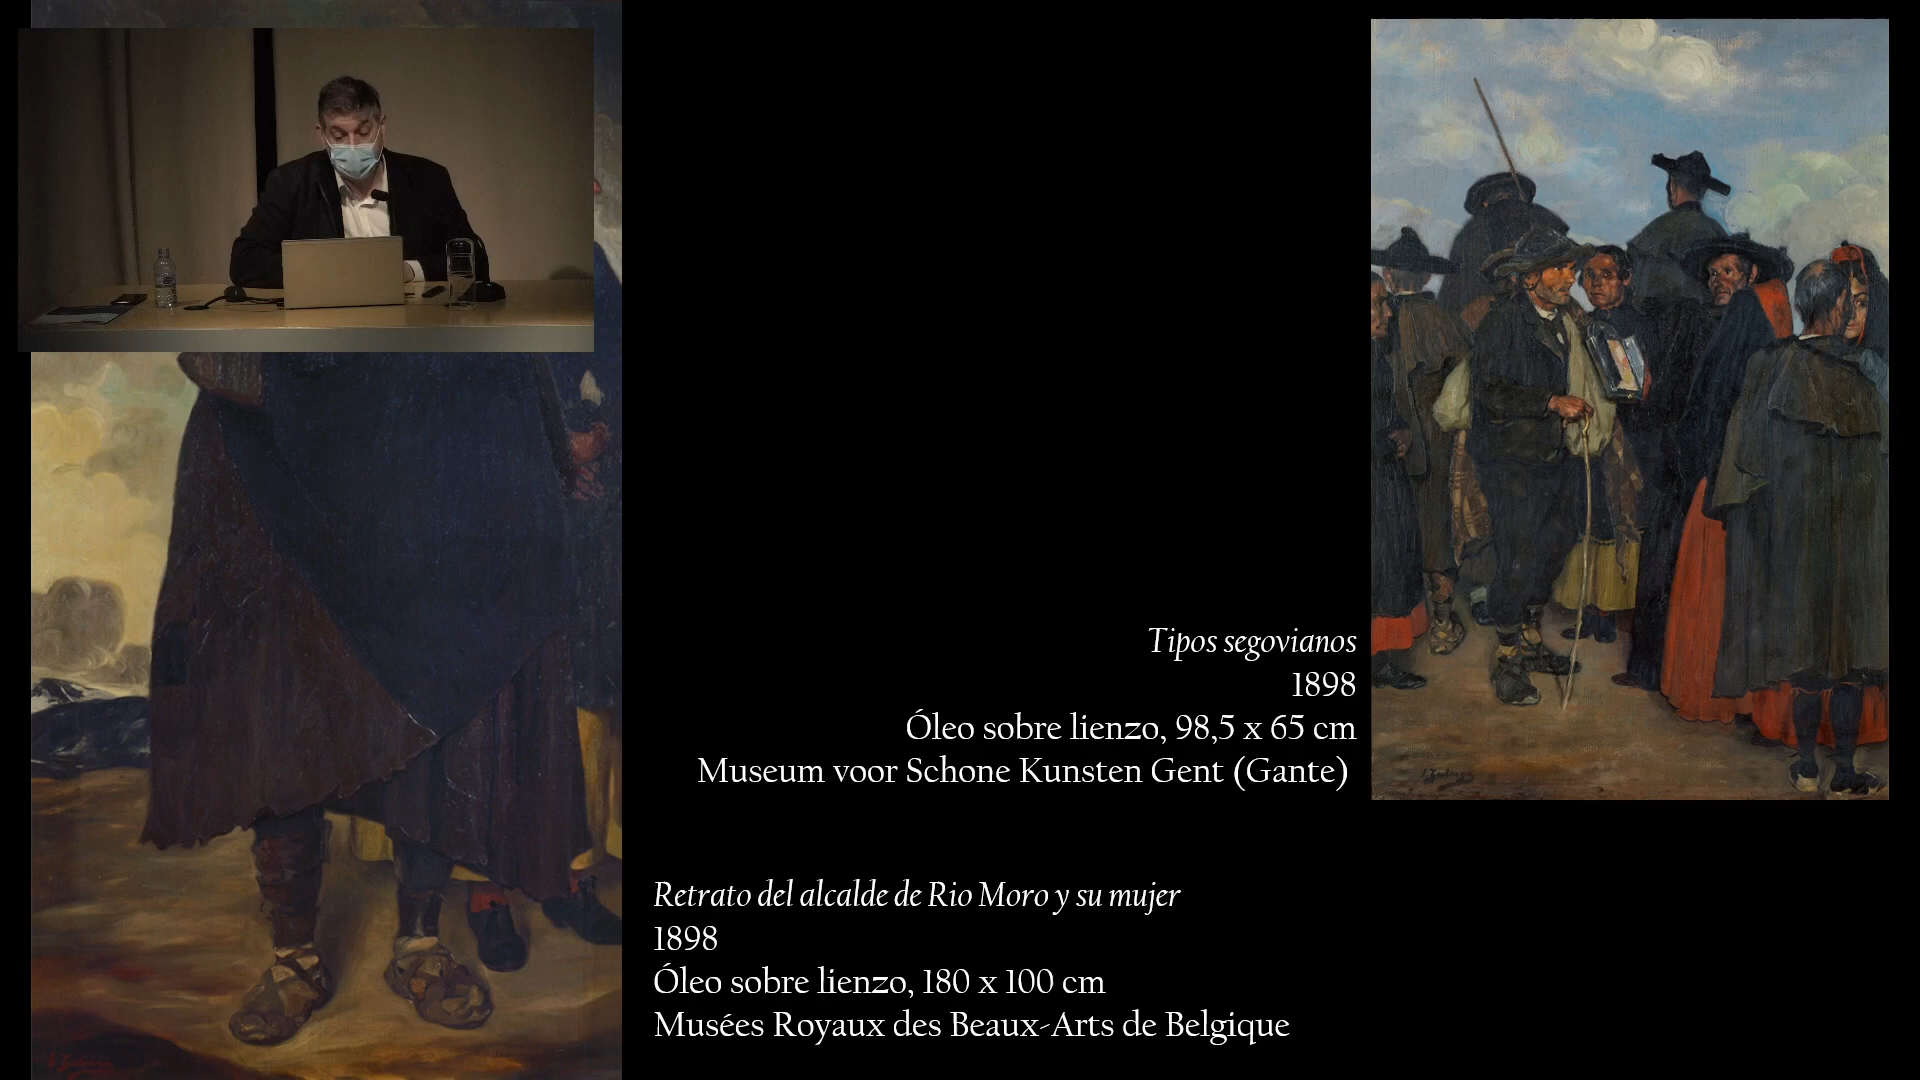 Tipos segovianos
1898
Óleo sobre lienzo, 98,5 x 65 cm
Museum voor Schone Kunsten Gent (Gante)
Retrato del alcalde de Rio Moro y su mujer
1898
Óleo sobre lienzo, 180 x 100 cm
Musées Royaux des Beaux-Arts de Belgique